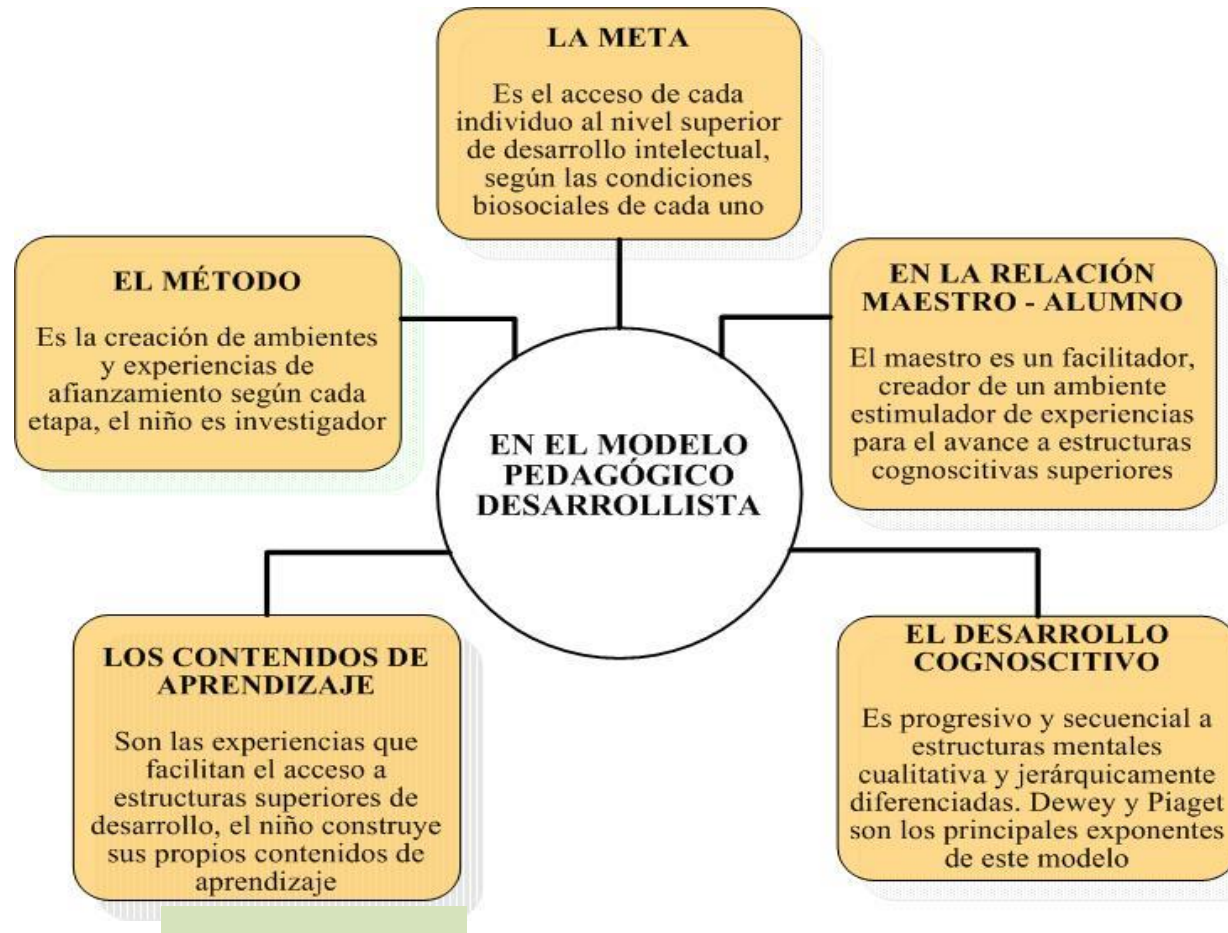 LA META
Es el acceso de cada
individuo al nivel superior
de desarrollo intelectual,
según las condiciones
biosociales de cada uno
EL MÉTODO
Es la creación de ambientes
y experiencias de
afianzamiento según cada
etapa, el niño es investigador
EN LA RELACIÓN
MAESTRO - ALUMNO
El maestro es un facilitador,
creador de un ambiente
estimulador de experiencias
para el avance a estructuras
cognoscitivas superiores
EN EL MODELO
PEDAGÓGICO
DESARROLLISTA
LOS CONTENIDOS DE
APRENDIZAJE
Son las experiencias que
facilitan el acceso a
estructuras superiores de
desarrollo, el niño construye
sus propios contenidos de
aprendizaje
EL DESARROLLO
COGNOSCITIVO
Es progresivo y secuencial a
estructuras mentales
cualitativa y jerárquicamente
diferenciadas. Dewey y Piaget
son los principales exponentes
de este modelo